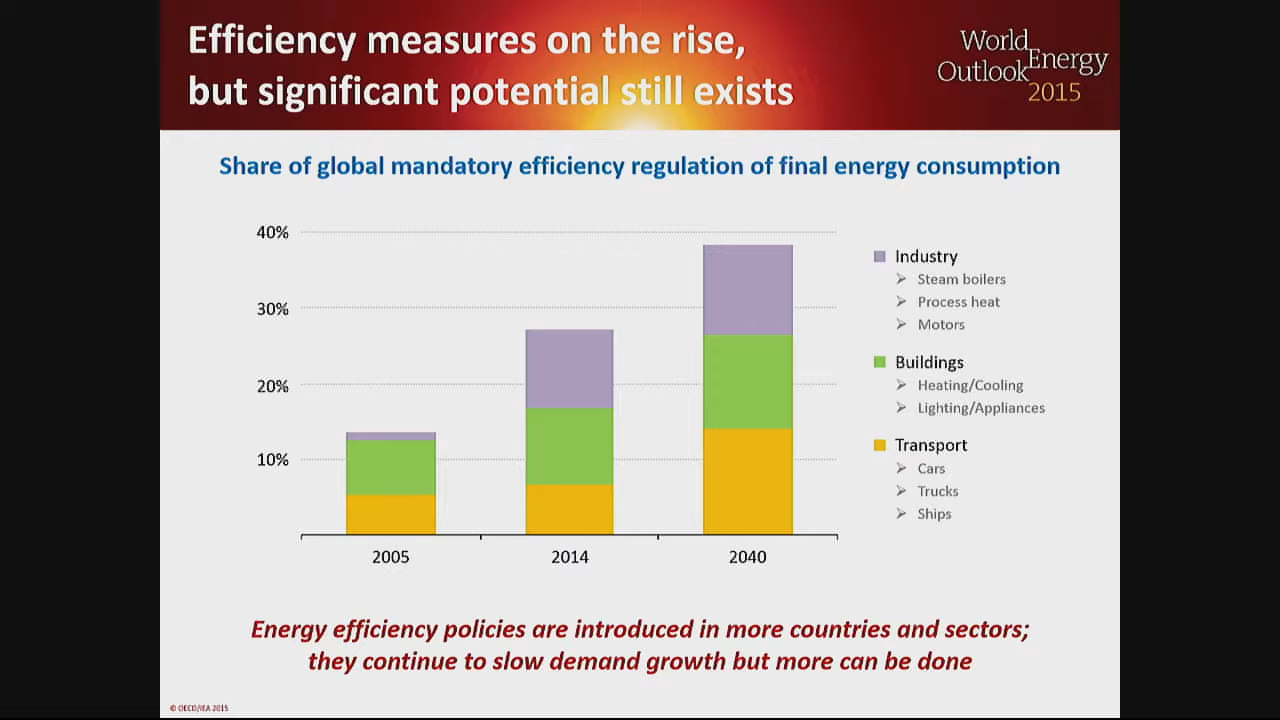 Efficiency measures on the rise,
but significant potential still exists
World
Energy
Outlook
2015
Share of global mandatory efficiency regulation of final energy consumption
40%
30%
20%
10%
2005
2014
2040
Industry
➢ Steam boilers
➢ Process heat
➢ Motors
Buildings
➢ Heating/Cooling
➢ Lighting/Appliances
Transport
➢ Cars
➢ Trucks
➢ Ships
Energy efficiency policies are introduced in more countries and sectors;
they continue to slow demand growth but more can be done
© OECD/IEA 2015